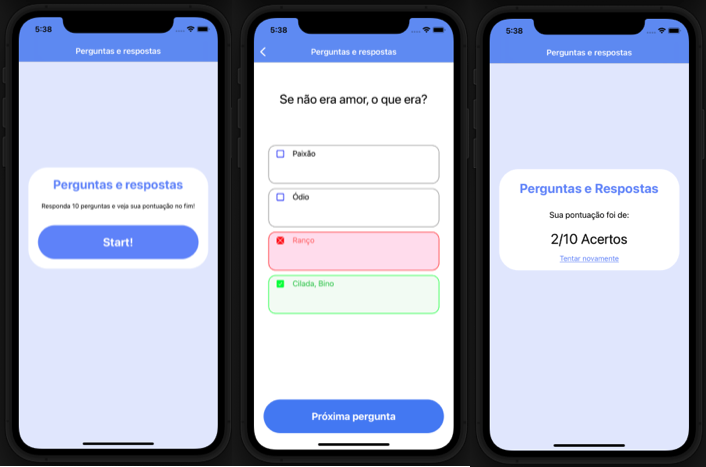 5:38
Perguntas e respostas
Perguntas e respostas
Responda 10 perguntas e veja sua pontuação no fim!
Start!
5:38
Perguntas e respostas
Se não era amor, o que era?
Paixão
Ódio
Ranço
Cilada, Bino
Próxima pergunta
5:38
Perguntas e respostas
Perguntas e Respostas
Sua pontuação foi de:
2/10 Acertos
Tentar novamente